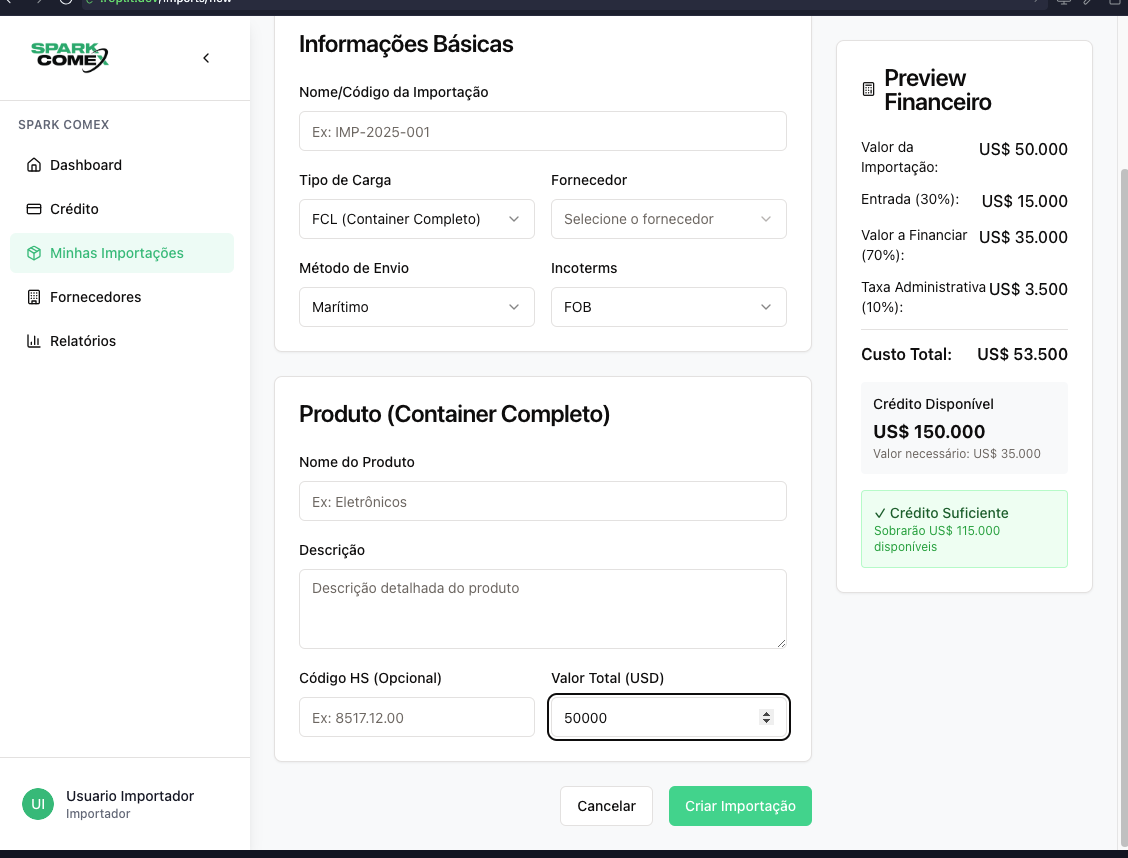 /imports/new
SPARK
COMEX
SPARK COMEX
Dashboard
Crédito
Minhas Importações
Fornecedores
Relatórios
UI
Usuario Importador
Importador
Informações Básicas
Nome/Código da Importação
Ex: IMP-2025-001
Tipo de Carga
Fornecedor
FCL (Container Completo)
Selecione o fornecedor
Método de Envio
Incoterms
Marítimo
FOB
Produto (Container Completo)
Nome do Produto
Ex: Eletrônicos
Descrição
Descrição detalhada do produto
Código HS (Opcional)
Valor Total (USD)
Ex: 8517.12.00
50000
Cancelar
Criar Importação
Preview
Financeiro
Valor da
Importação:
US$ 50.000
Entrada (30%):
US$ 15.000
Valor a Financiar
(70%):
US$ 35.000
Taxa Administrativa
(10%):
US$ 3.500
Custo Total:
US$ 53.500
Crédito Disponível
US$ 150.000
Valor necessário: US$ 35.000
✓ Crédito Suficiente
Sobrarão US$ 115.000
disponíveis